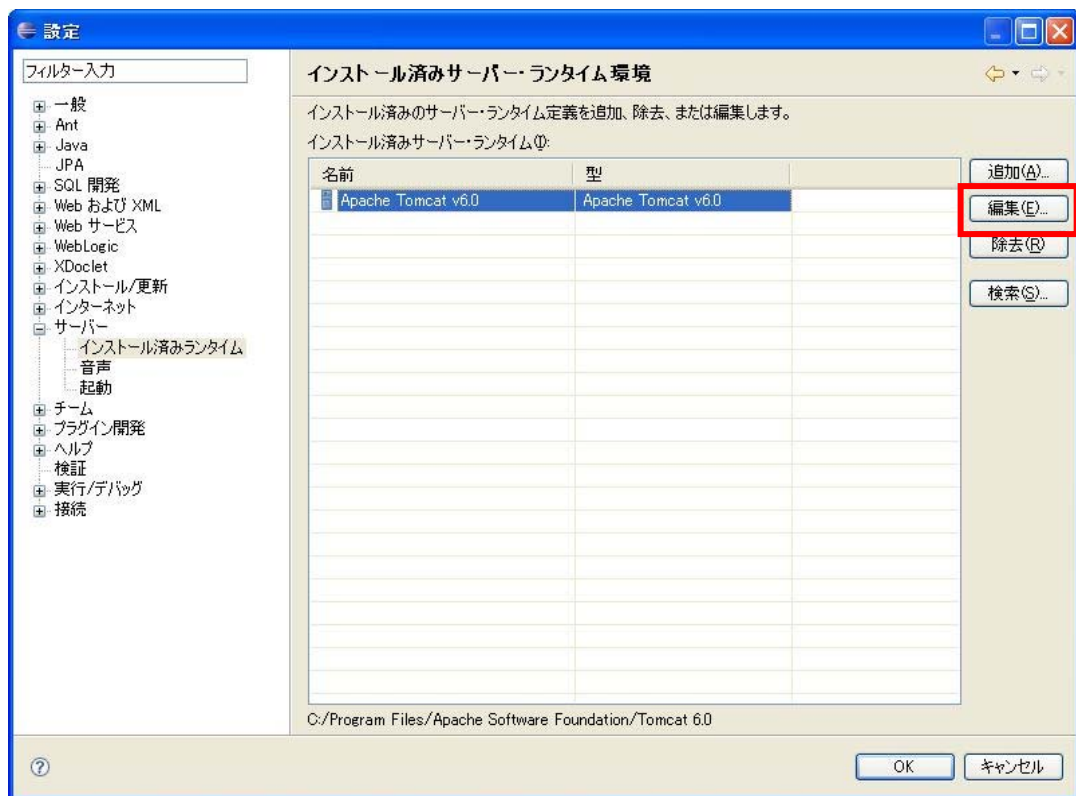 設定
フィルター入力
一般
Ant
Java
JPA
SQL 開発
Web および XML
Web サービス
WebLogic
XDoclet
インストール/更新
インターネット
サーバー
インストール済みランタイム
音声
起動
チーム
プラグイン開発
ヘルプ
検証
実行/デバッグ
接続
インストール済みサーバー・ランタイム環境
インストール済みのサーバー・ランタイム定義を追加、除去、または編集します。
インストール済みサーバー・ランタイム(I):
名前 型
Apache Tomcat v6.0 Apache Tomcat v6.0
追加(A)...
編集(E)...
除去(R)
検索(S)...
C:/Program Files/Apache Software Foundation/Tomcat 6.0
?
OK キャンセル